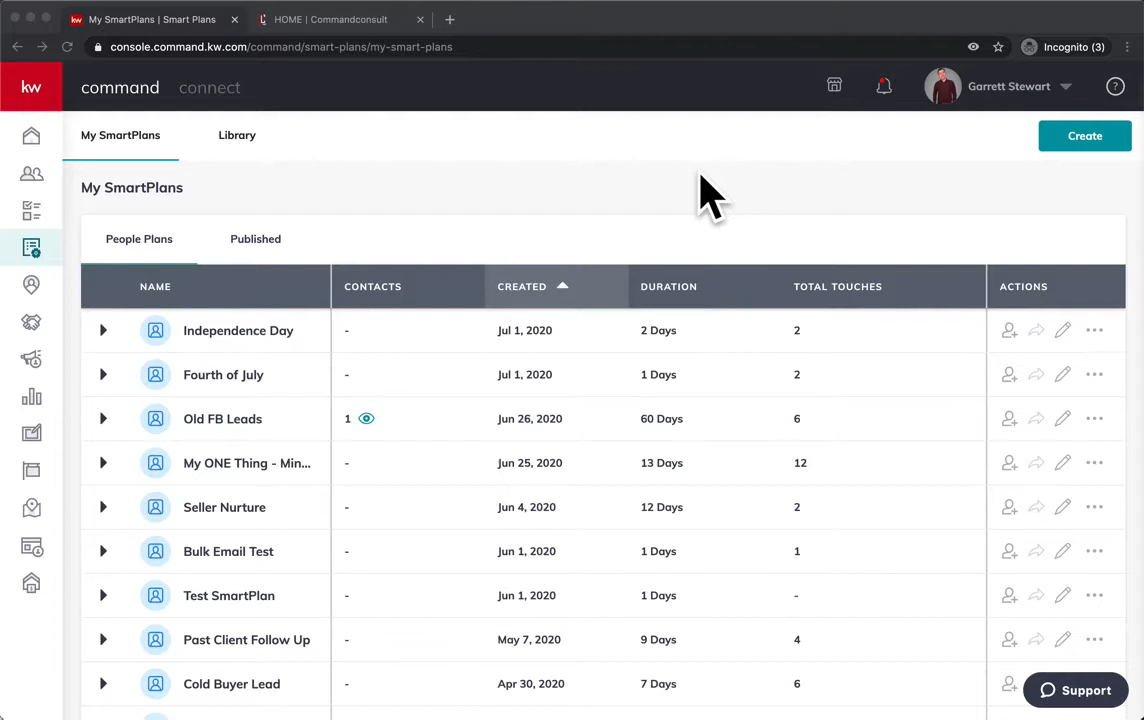 My SmartPlans | Smart Plans
HOME | Commandconsult
console.command.kw.com/command/smart-plans/my-smart-plans
Incognito (3)
kw
command
connect
Garrett Stewart
?
My SmartPlans
Library
Create
My SmartPlans
People Plans
Published
NAME CONTACTS CREATED DURATION TOTAL TOUCHES ACTIONS
Independence Day - Jul 1, 2020 2 Days 2
Fourth of July - Jul 1, 2020 1 Days 2
Old FB Leads 1 Jun 26, 2020 60 Days 6
My ONE Thing - Min... - Jun 25, 2020 13 Days 12
Seller Nurture - Jun 4, 2020 12 Days 2
Bulk Email Test - Jun 1, 2020 1 Days 1
Test SmartPlan - Jun 1, 2020 1 Days -
Past Client Follow Up - May 7, 2020 9 Days 4
Cold Buyer Lead - Apr 30, 2020 7 Days 6
Support